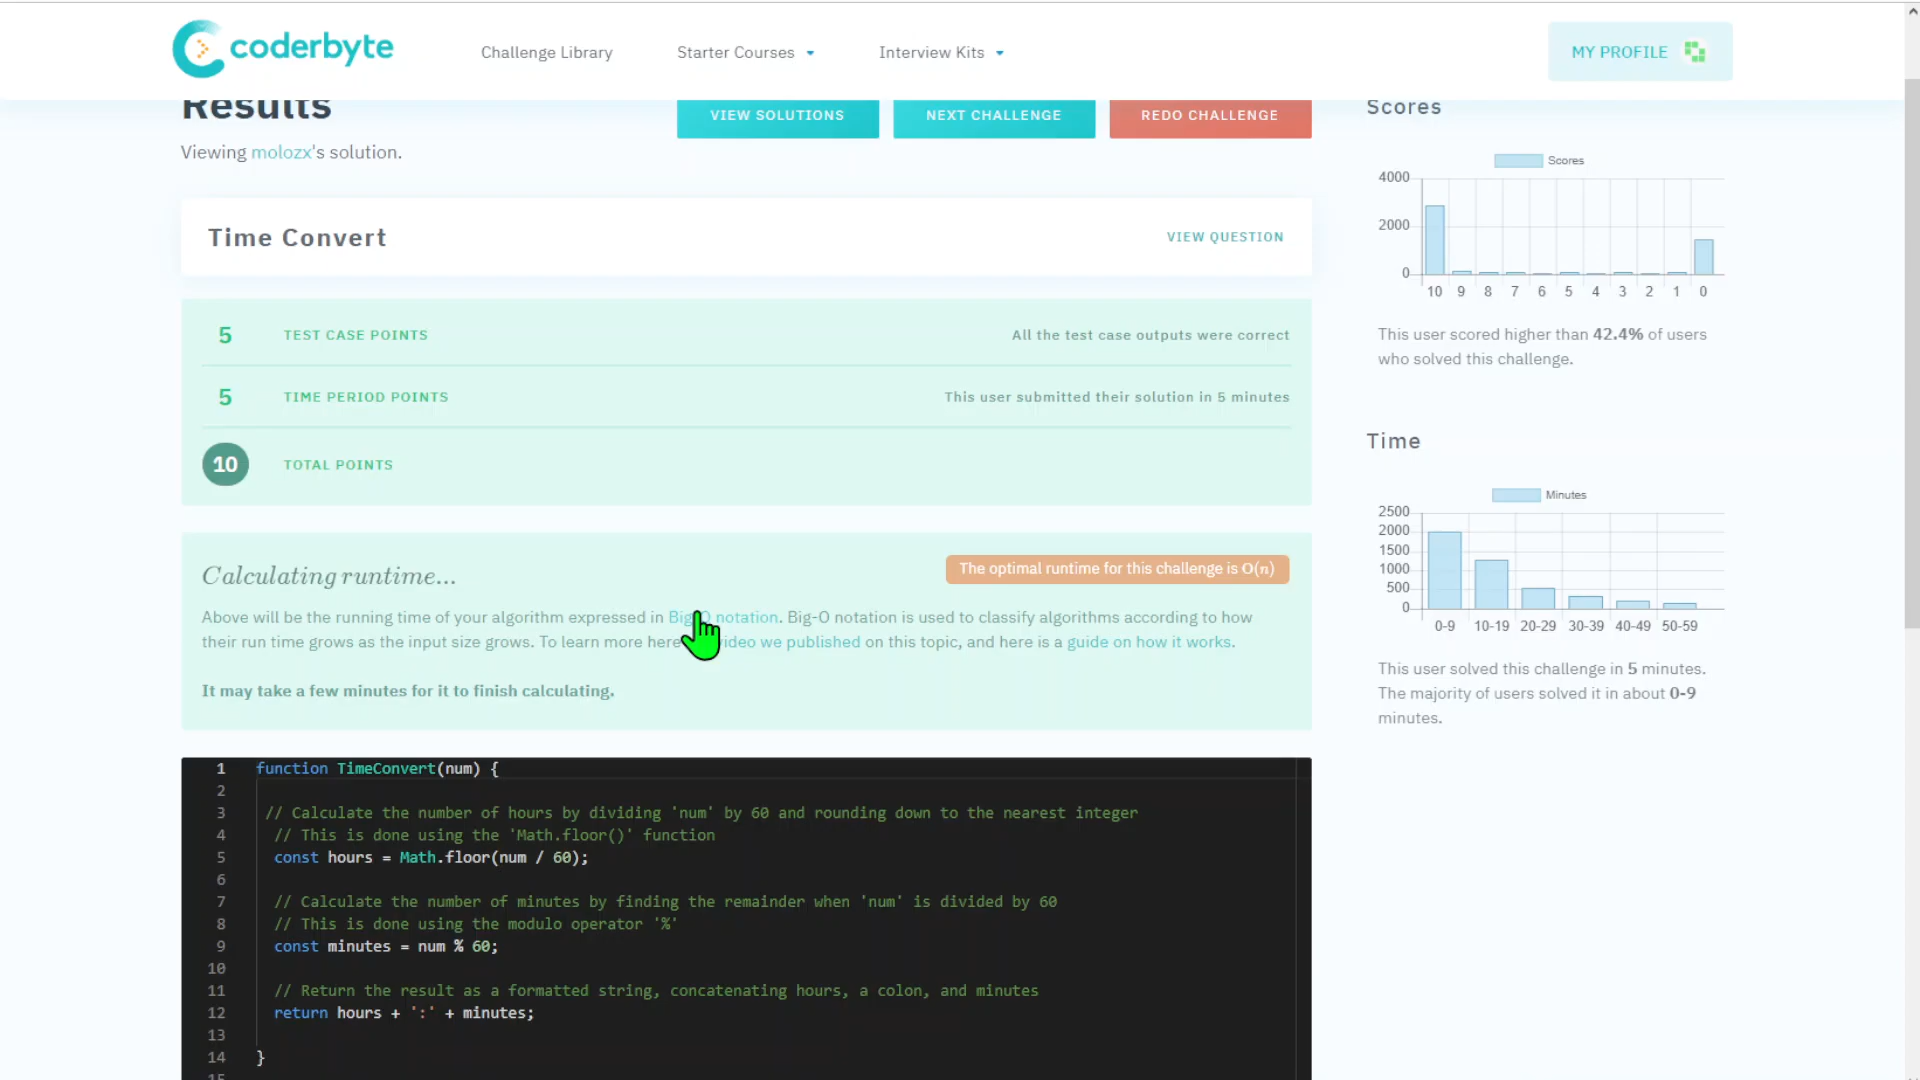 coderbyte
Challenge Library
Starter Courses
Interview Kits
MY PROFILE
Results
VIEW SOLUTIONS
NEXT CHALLENGE
REDO CHALLENGE
Viewing molozx's solution.
Time Convert
VIEW QUESTION
5 TEST CASE POINTS All the test case outputs were correct
5 TIME PERIOD POINTS This user submitted their solution in 5 minutes
10 TOTAL POINTS
Calculating runtime...
The optimal runtime for this challenge is O(n)
Above will be the running time of your algorithm expressed in Big-O notation. Big-O notation is used to classify algorithms according to how
their run time grows as the input size grows. To learn more here video we published on this topic, and here is a guide on how it works.
It may take a few minutes for it to finish calculating.
1 function TimeConvert(num) {
2
3 // Calculate the number of hours by dividing 'num' by 60 and rounding down to the nearest integer
4 // This is done using the 'Math.floor()' function
5 const hours = Math.floor(num / 60);
6
7 // Calculate the number of minutes by finding the remainder when 'num' is divided by 60
8 // This is done using the modulo operator '%'
9 const minutes = num % 60;
10
11 // Return the result as a formatted string, concatenating hours, a colon, and minutes
12 return hours + ':' + minutes;
13
14 }
15
Scores
Scores
4000
2000
0
10 9 8 7 6 5 4 3 2 1 0
This user scored higher than 42.4% of users
who solved this challenge.
Time
Minutes
2500
2000
1500
1000
500
0
0-9 10-19 20-29 30-39 40-49 50-59
This user solved this challenge in 5 minutes.
The majority of users solved it in about 0-9
minutes.